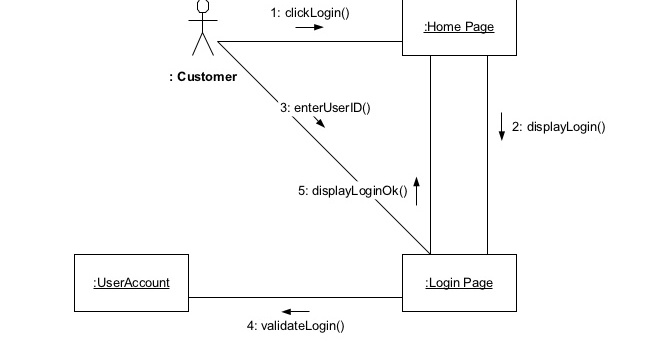 1: clickLogin()
:Home Page
: Customer
3: enterUserID()
2: displayLogin()
5: displayLoginOk()
:UserAccount
:Login Page
4: validateLogin()